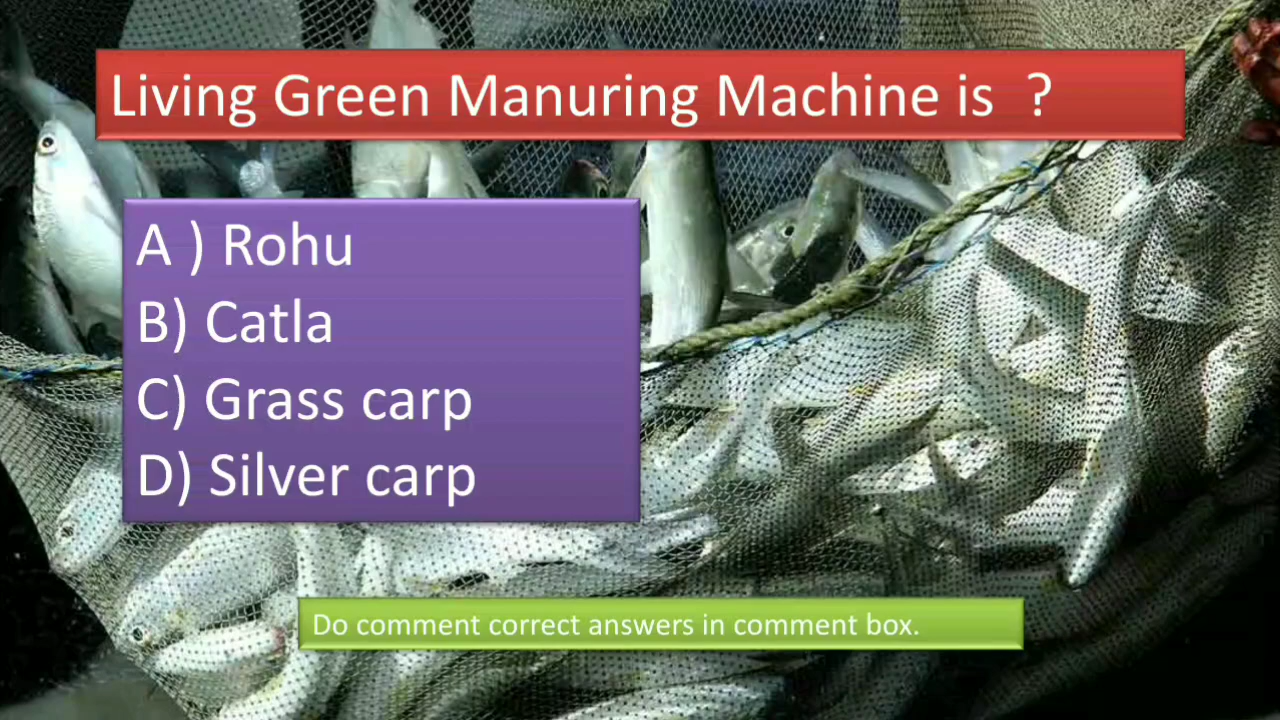 Living Green Manuring Machine is  ?
A ) Rohu
B) Catla
C) Grass carp
D) Silver carp
Do comment correct answers in comment box.